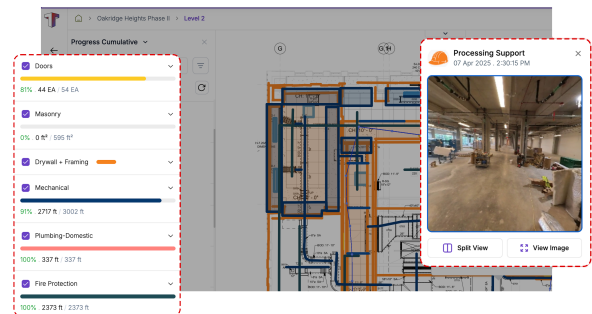 Oakridge Heights Phase II > Level 2
Progress Cumulative
Doors
81% . 44 EA / 54 EA
Masonry
0% . 0 ft² / 595 ft²
Drywall + Framing
Mechanical
91% . 2717 ft / 3002 ft
Plumbing-Domestic
100% . 337 ft / 337 ft
Fire Protection
100% . 2373 ft / 2373 ft
G
G.H
Processing Support
07 Apr 2025 . 2:30:15 PM
Split View
View Image